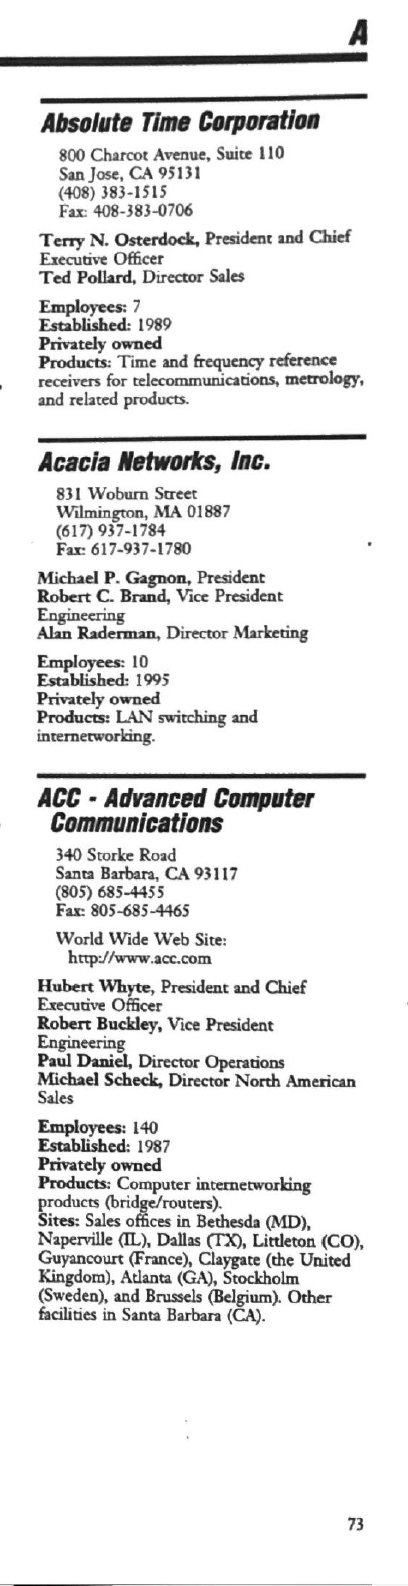 A
Absolute Time Corporation
800 Charcot Avenue, Suite 110
San Jose, CA 95131
(408) 383-1515
Fax: 408-383-0706
Terry N. Osterdock, President and Chief
Executive Officer
Ted Pollard, Director Sales
Employees: 7
Established: 1989
Privately owned
Products: Time and frequency reference
receivers for telecommunications, metrology,
and related products.
Acacia Networks, Inc.
831 Woburn Street
Wilmington, MA 01887
(617) 937-1784
Fax: 617-937-1780
Michael P. Gagnon, President
Robert C. Brand, Vice President
Engineering
Alan Raderman, Director Marketing
Employees: 10
Established: 1995
Privately owned
Products: LAN switching and
internetworking.
ACC - Advanced Computer
Communications
340 Storke Road
Santa Barbara, CA 93117
(805) 685-4455
Fax: 805-685-4465
World Wide Web Site:
http://www.acc.com
Hubert Whyte, President and Chief
Executive Officer
Robert Buckley, Vice President
Engineering
Paul Daniel, Director Operations
Michael Scheck, Director North American
Sales
Employees: 140
Established: 1987
Privately owned
Products: Computer internetworking
products (bridge/routers).
Sites: Sales offices in Bethesda (MD),
Naperville (IL), Dallas (TX), Littleton (CO),
Guyancourt (France), Claygate (the United
Kingdom), Atlanta (GA), Stockholm
(Sweden), and Brussels (Belgium). Other
facilities in Santa Barbara (CA).
73